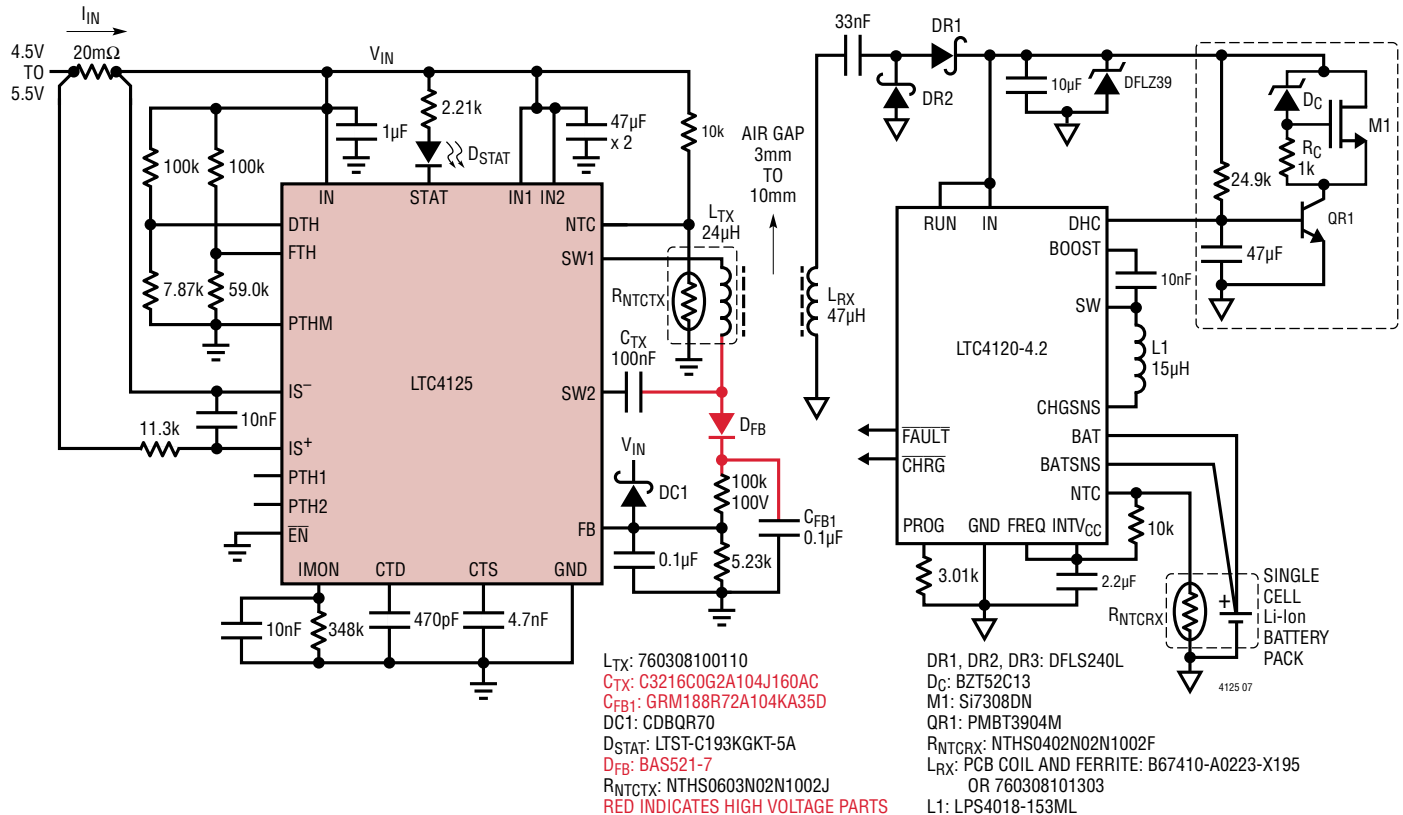 I_IN
4.5V
TO
5.5V
20mΩ
V_IN
100k
100k
1µF
2.21k
D_STAT
47µF
x 2
10k
7.87k
59.0k
IN
STAT
IN1 IN2
DTH
FTH
PTHM
IS⁻
IS⁺
PTH1
PTH2
E̅N̅
NTC
SW1
SW2
FB
LTC4125
IMON
CTD
CTS
GND
11.3k
10nF
10nF
348k
470pF
4.7nF
L_TX
24µH
R_NTCTX
C_TX
100nF
D_FB
V_IN
DC1
100k
100V
C_FB1
0.1µF
0.1µF
5.23k
AIR GAP
3mm
TO
10mm
33nF
DR1
DR2
L_RX
47µH
10µF
DFLZ39
D_C
M1
R_C
1k
24.9k
QR1
47µF
RUN
IN
DHC
BOOST
10nF
SW
L1
15µH
LTC4120-4.2
CHGSNS
BAT
BATSNS
NTC
F̅A̅U̅L̅T̅
C̅H̅R̅G̅
PROG
GND
FREQ
INTV_CC
10k
3.01k
2.2µF
R_NTCRX
+
SINGLE
CELL
Li-Ion
BATTERY
PACK
4125 07
L_TX: 760308100110
C_TX: C3216C0G2A104J160AC
C_FB1: GRM188R72A104KA35D
DC1: CDBQR70
D_STAT: LTST-C193KGKT-5A
D_FB: BAS521-7
R_NTCTX: NTHS0603N02N1002J
RED INDICATES HIGH VOLTAGE PARTS
DR1, DR2, DR3: DFLS240L
D_C: BZT52C13
M1: Si7308DN
QR1: PMBT3904M
R_NTCRX: NTHS0402N02N1002F
L_RX: PCB COIL AND FERRITE: B67410-A0223-X195
OR 760308101303
L1: LPS4018-153ML